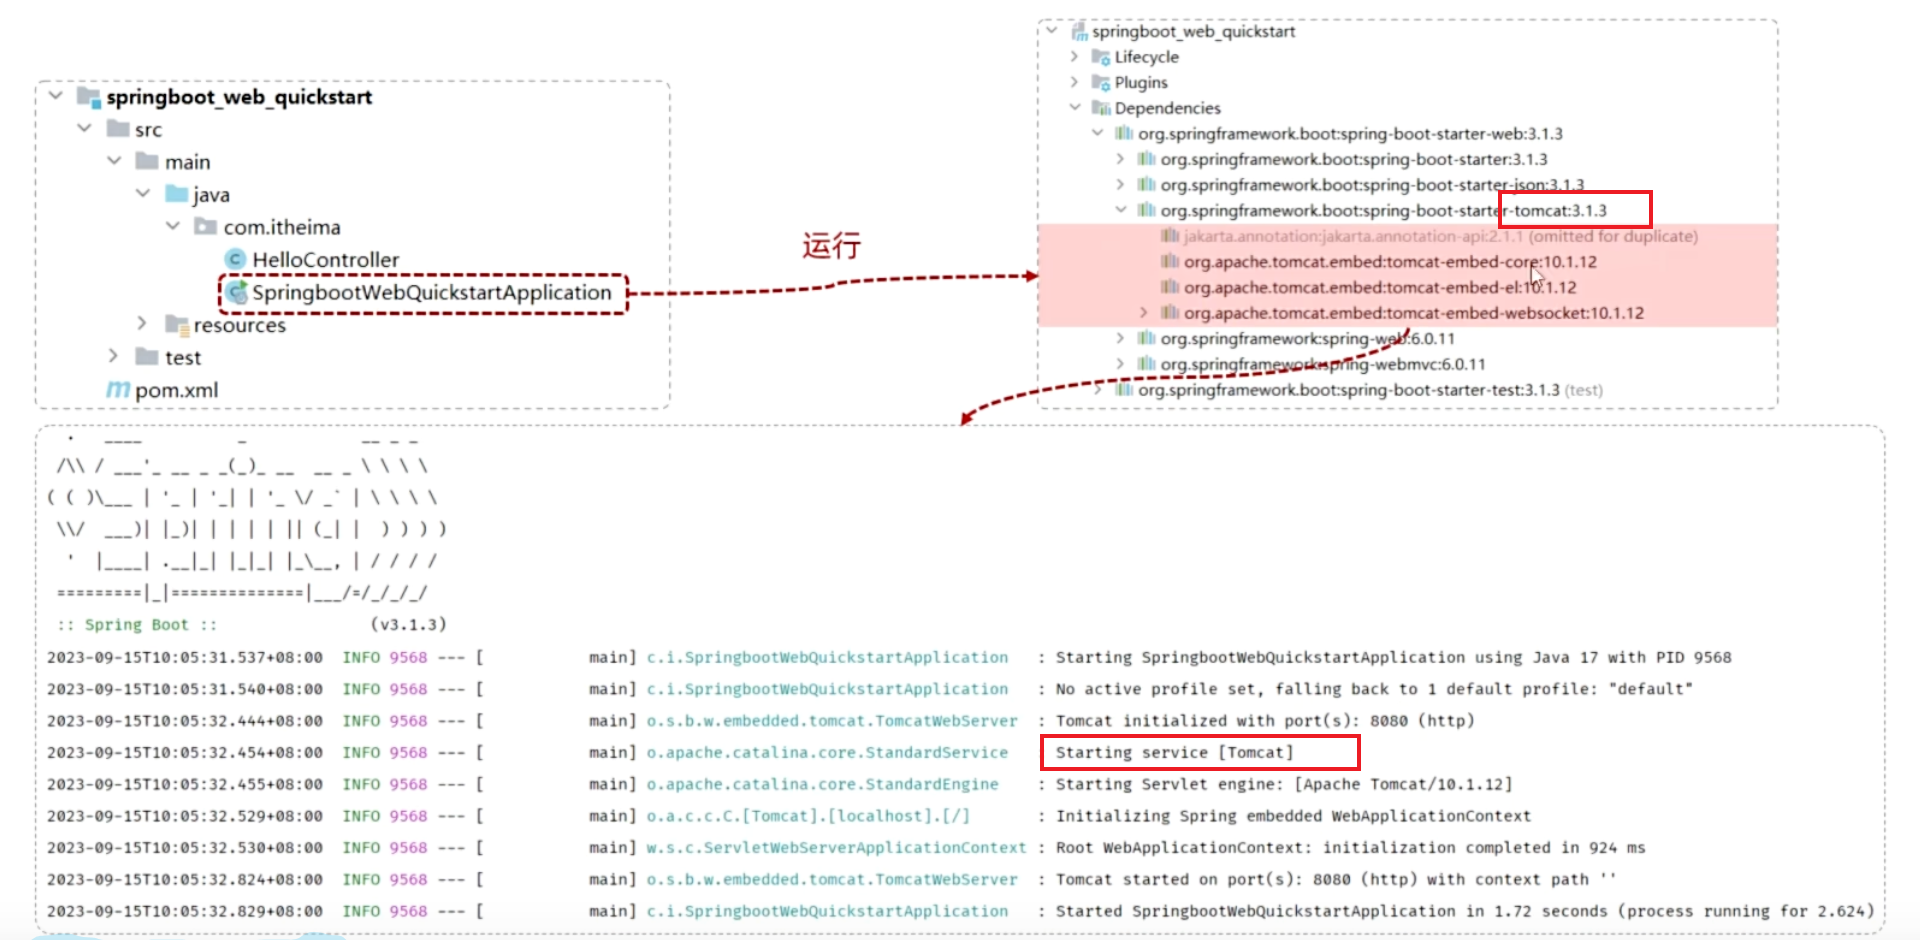 springboot_web_quickstart
src
main
java
com.itheima
HelloController
SpringbootWebQuickstartApplication
resources
test
pom.xml
运行
springboot_web_quickstart
Lifecycle
Plugins
Dependencies
org.springframework.boot:spring-boot-starter-web:3.1.3
org.springframework.boot:spring-boot-starter:3.1.3
org.springframework.boot:spring-boot-starter-json:3.1.3
org.springframework.boot:spring-boot-starter-tomcat:3.1.3
jakarta.annotation:jakarta.annotation-api:2.1.1 (omitted for duplicate)
org.apache.tomcat.embed:tomcat-embed-core:10.1.12
org.apache.tomcat.embed:tomcat-embed-el:10.1.12
org.apache.tomcat.embed:tomcat-embed-websocket:10.1.12
org.springframework:spring-web:6.0.11
org.springframework:spring-webmvc:6.0.11
org.springframework.boot:spring-boot-starter-test:3.1.3 (test)
:: Spring Boot :: (v3.1.3)
2023-09-15T10:05:31.537+08:00 INFO 9568 --- [ main] c.i.SpringbootWebQuickstartApplication : Starting SpringbootWebQuickstartApplication using Java 17 with PID 9568
2023-09-15T10:05:31.540+08:00 INFO 9568 --- [ main] c.i.SpringbootWebQuickstartApplication : No active profile set, falling back to 1 default profile: "default"
2023-09-15T10:05:32.444+08:00 INFO 9568 --- [ main] o.s.b.w.embedded.tomcat.TomcatWebServer : Tomcat initialized with port(s): 8080 (http)
2023-09-15T10:05:32.454+08:00 INFO 9568 --- [ main] o.apache.catalina.core.StandardService Starting service [Tomcat]
2023-09-15T10:05:32.455+08:00 INFO 9568 --- [ main] o.apache.catalina.core.StandardEngine : Starting Servlet engine: [Apache Tomcat/10.1.12]
2023-09-15T10:05:32.529+08:00 INFO 9568 --- [ main] o.a.c.c.C.[Tomcat].[localhost].[/] : Initializing Spring embedded WebApplicationContext
2023-09-15T10:05:32.530+08:00 INFO 9568 --- [ main] w.s.c.ServletWebServerApplicationContext : Root WebApplicationContext: initialization completed in 924 ms
2023-09-15T10:05:32.824+08:00 INFO 9568 --- [ main] o.s.b.w.embedded.tomcat.TomcatWebServer : Tomcat started on port(s): 8080 (http) with context path ''
2023-09-15T10:05:32.829+08:00 INFO 9568 --- [ main] c.i.SpringbootWebQuickstartApplication : Started SpringbootWebQuickstartApplication in 1.72 seconds (process running for 2.624)